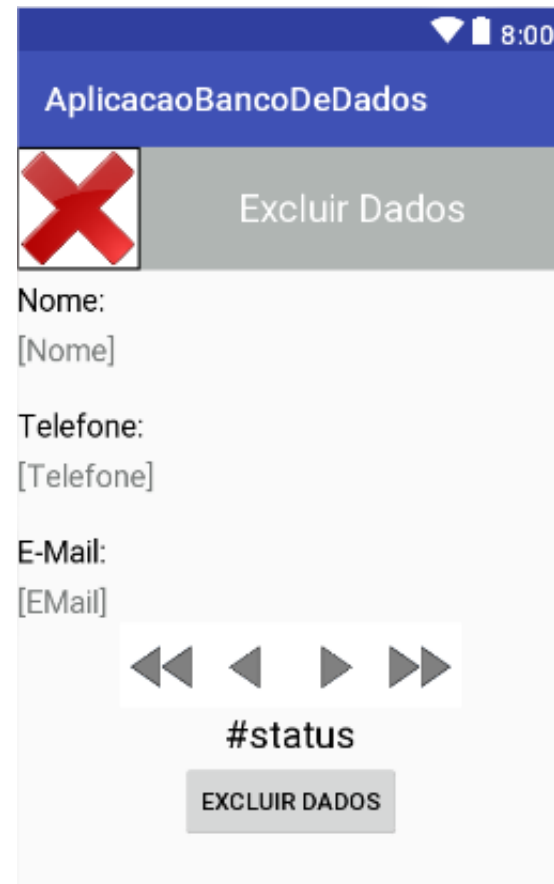 8:00
AplicacaoBancoDeDados
Excluir Dados
Nome:
[Nome]
Telefone:
[Telefone]
E-Mail:
[EMail]
#status
EXCLUIR DADOS